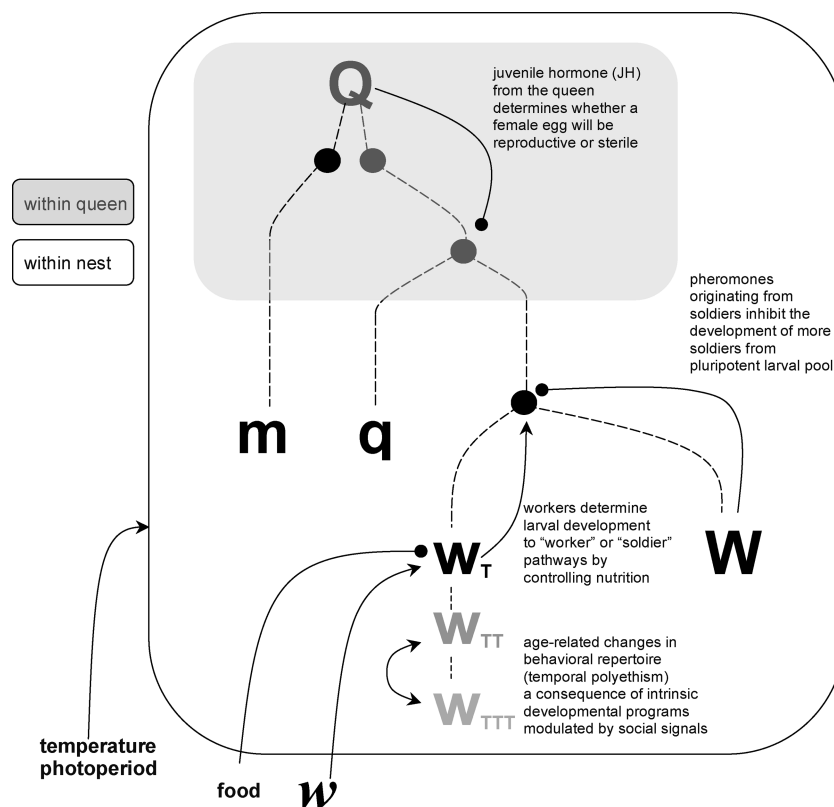 Q
juvenile hormone (JH)
from the queen
determines whether a
female egg will be
reproductive or sterile
within queen
within nest
pheromones
originating from
soldiers inhibit the
development of more
soldiers from
pluripotent larval pool
m
q
workers determine
larval development
to “worker” or “soldier”
pathways by
controlling nutrition
wT
W
wTT
age-related changes in
behavioral repertoire
(temporal polyethism)
a consequence of intrinsic
developmental programs
modulated by social signals
wTTT
temperature
photoperiod
food
w